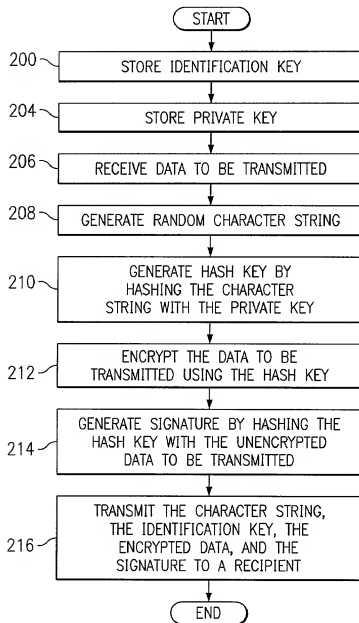 START
200
STORE IDENTIFICATION KEY
204
STORE PRIVATE KEY
206
RECEIVE DATA TO BE TRANSMITTED
208
GENERATE RANDOM CHARACTER STRING
210
GENERATE HASH KEY BY
HASHING THE CHARACTER
STRING WITH THE PRIVATE KEY
212
ENCRYPT THE DATA TO BE
TRANSMITTED USING THE HASH KEY
214
GENERATE SIGNATURE BY HASHING THE
HASH KEY WITH THE UNENCRYPTED
DATA TO BE TRANSMITTED
216
TRANSMIT THE CHARACTER STRING,
THE IDENTIFICATION KEY, THE
ENCRYPTED DATA, AND THE
SIGNATURE TO A RECIPIENT
END